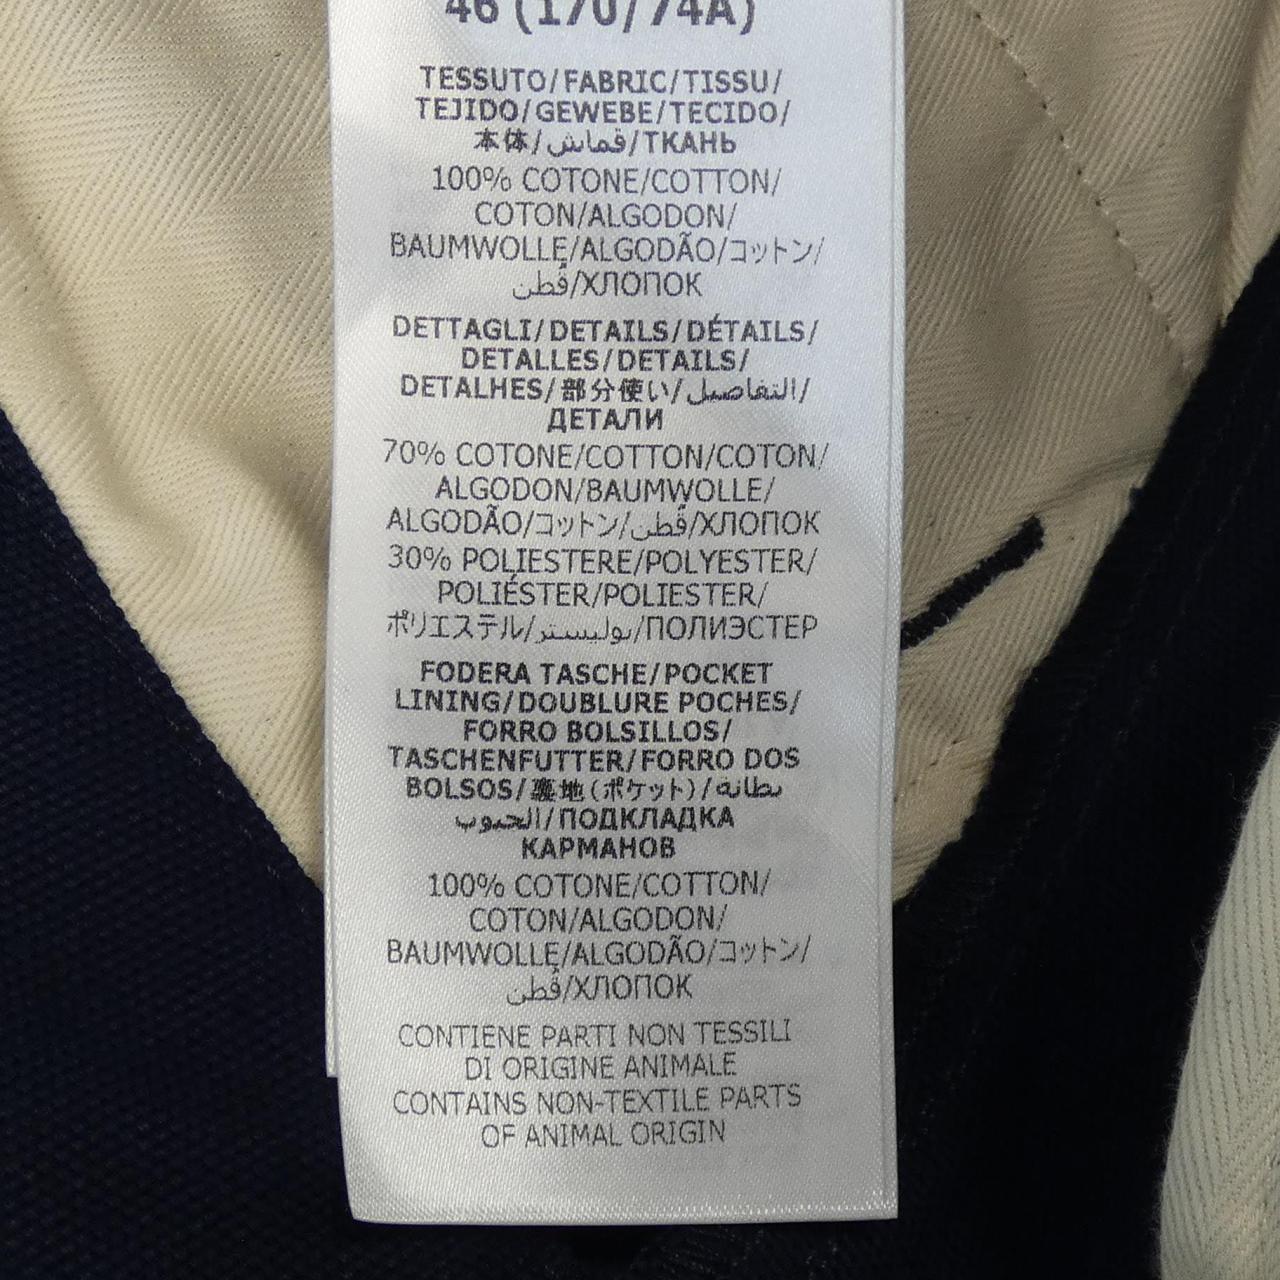 46 (170/74A)
TESSUTO/FABRIC/TISSU/
TEJIDO/GEWEBE/TECIDO/
本体/قماش/ТКАНЬ
100% COTONE/COTTON/
COTON/ALGODON/
BAUMWOLLE/ALGODÃO/コットン/
قُطن/ХЛОПОК
DETTAGLI/DETAILS/DÉTAILS/
DETALLES/DETAILS/
DETALHES/部分使い/التفاصيل/
ДЕТАЛИ
70% COTONE/COTTON/COTON/
ALGODON/BAUMWOLLE/
ALGODÃO/コットン/قُطن/ХЛОПОК
30% POLIESTERE/POLYESTER/
POLIÉSTER/POLIESTER/
ポリエステル/بوليستر/ПОЛИЭСТЕР
FODERA TASCHE/POCKET
LINING/DOUBLURE POCHES/
FORRO BOLSILLOS/
TASCHENFUTTER/FORRO DOS
BOLSOS/裏地(ポケット)/بطانة
الجيوب/ПОДКЛАДКА
КАРМАНОВ
100% COTONE/COTTON/
COTON/ALGODON/
BAUMWOLLE/ALGODÃO/コットン/
قُطن/ХЛОПОК
CONTIENE PARTI NON TESSILI
DI ORIGINE ANIMALE
CONTAINS NON-TEXTILE PARTS
OF ANIMAL ORIGIN